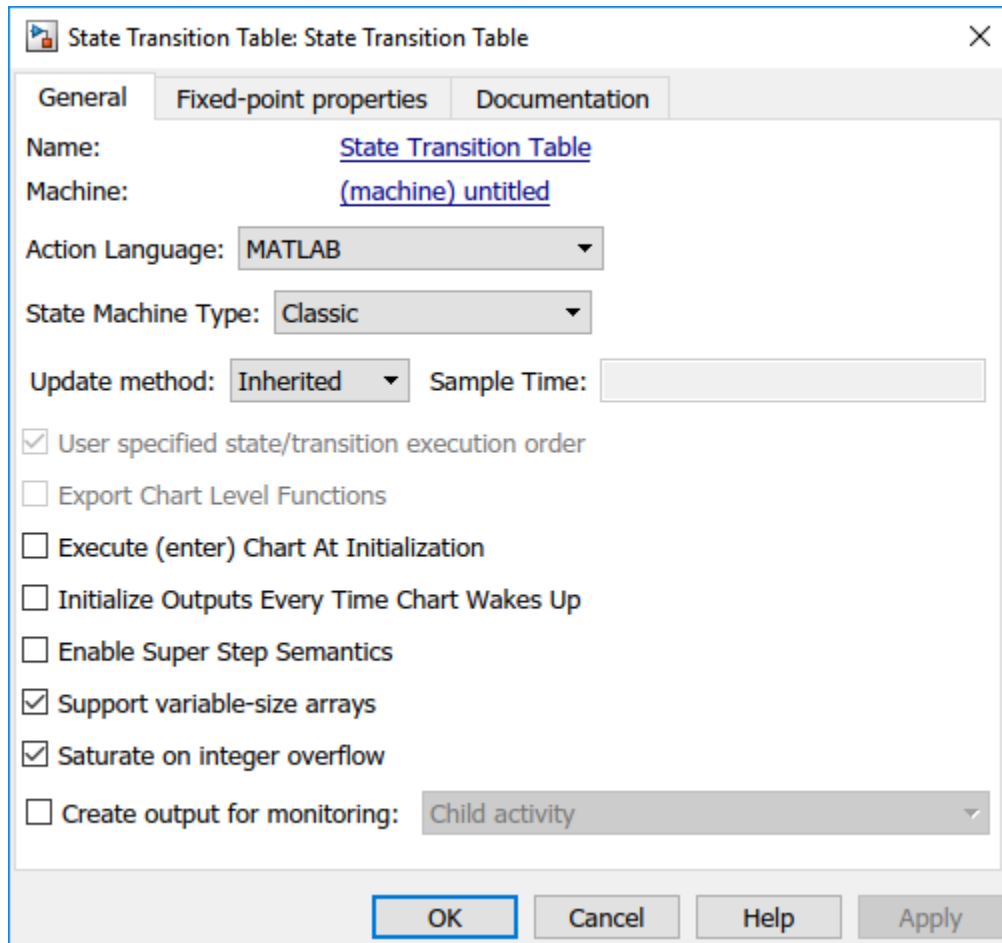 State Transition Table: State Transition Table
General Fixed-point properties Documentation
Name: State Transition Table
Machine: (machine) untitled
Action Language: MATLAB
State Machine Type: Classic
Update method: Inherited Sample Time:
User specified state/transition execution order
Export Chart Level Functions
Execute (enter) Chart At Initialization
Initialize Outputs Every Time Chart Wakes Up
Enable Super Step Semantics
Support variable-size arrays
Saturate on integer overflow
Create output for monitoring: Child activity
OK Cancel Help Apply